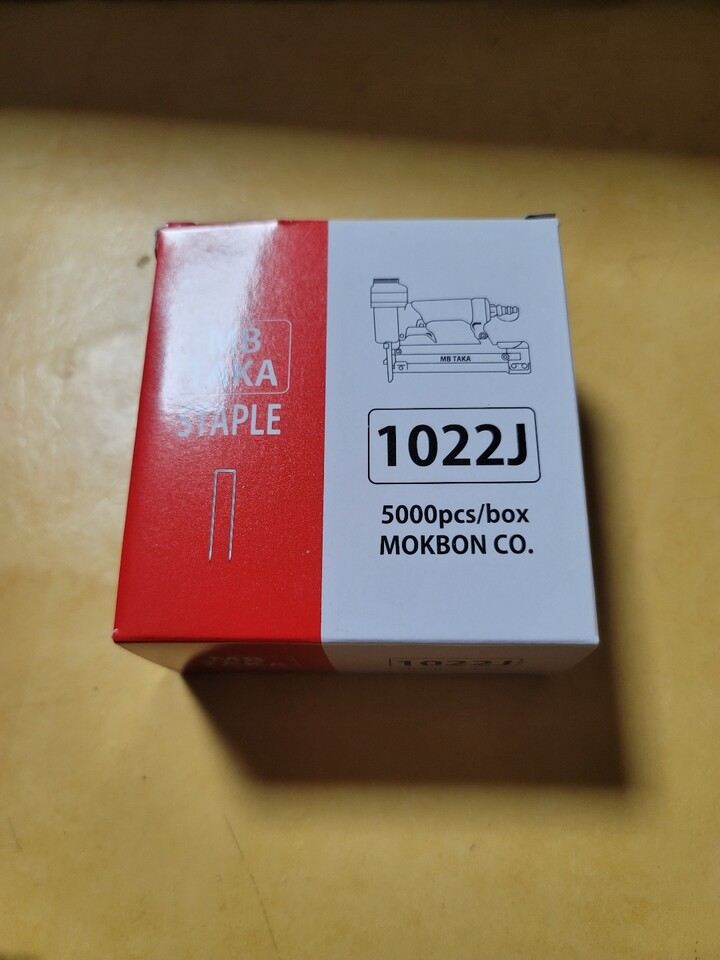 MB
TAKA
STAPLE
MB TAKA
1022J
5000pcs/box
MOKBON CO.
1022J